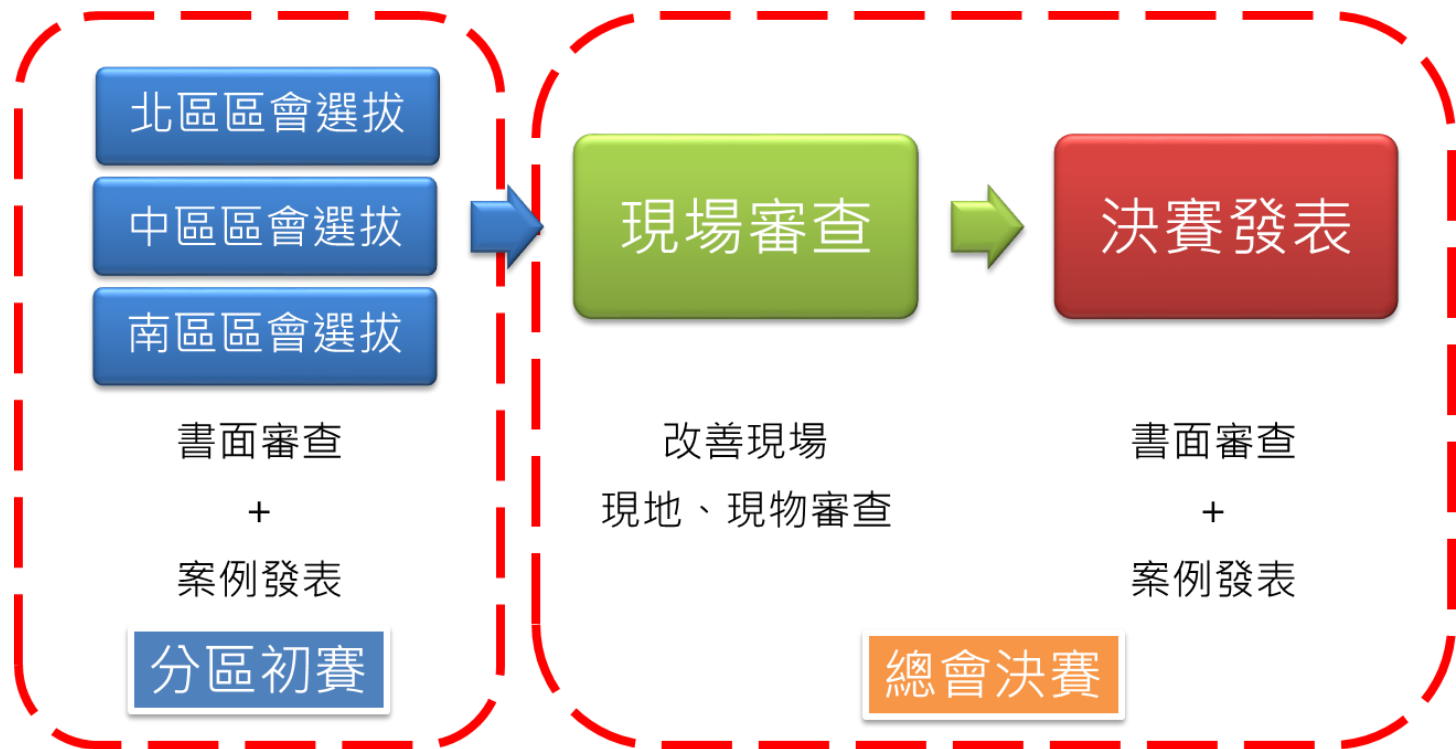 北區區會選拔
中區區會選拔
南區區會選拔
書面審查
+
案例發表
分區初賽
現場審查
改善現場
現地、現物審查
決賽發表
書面審查
+
案例發表
總會決賽